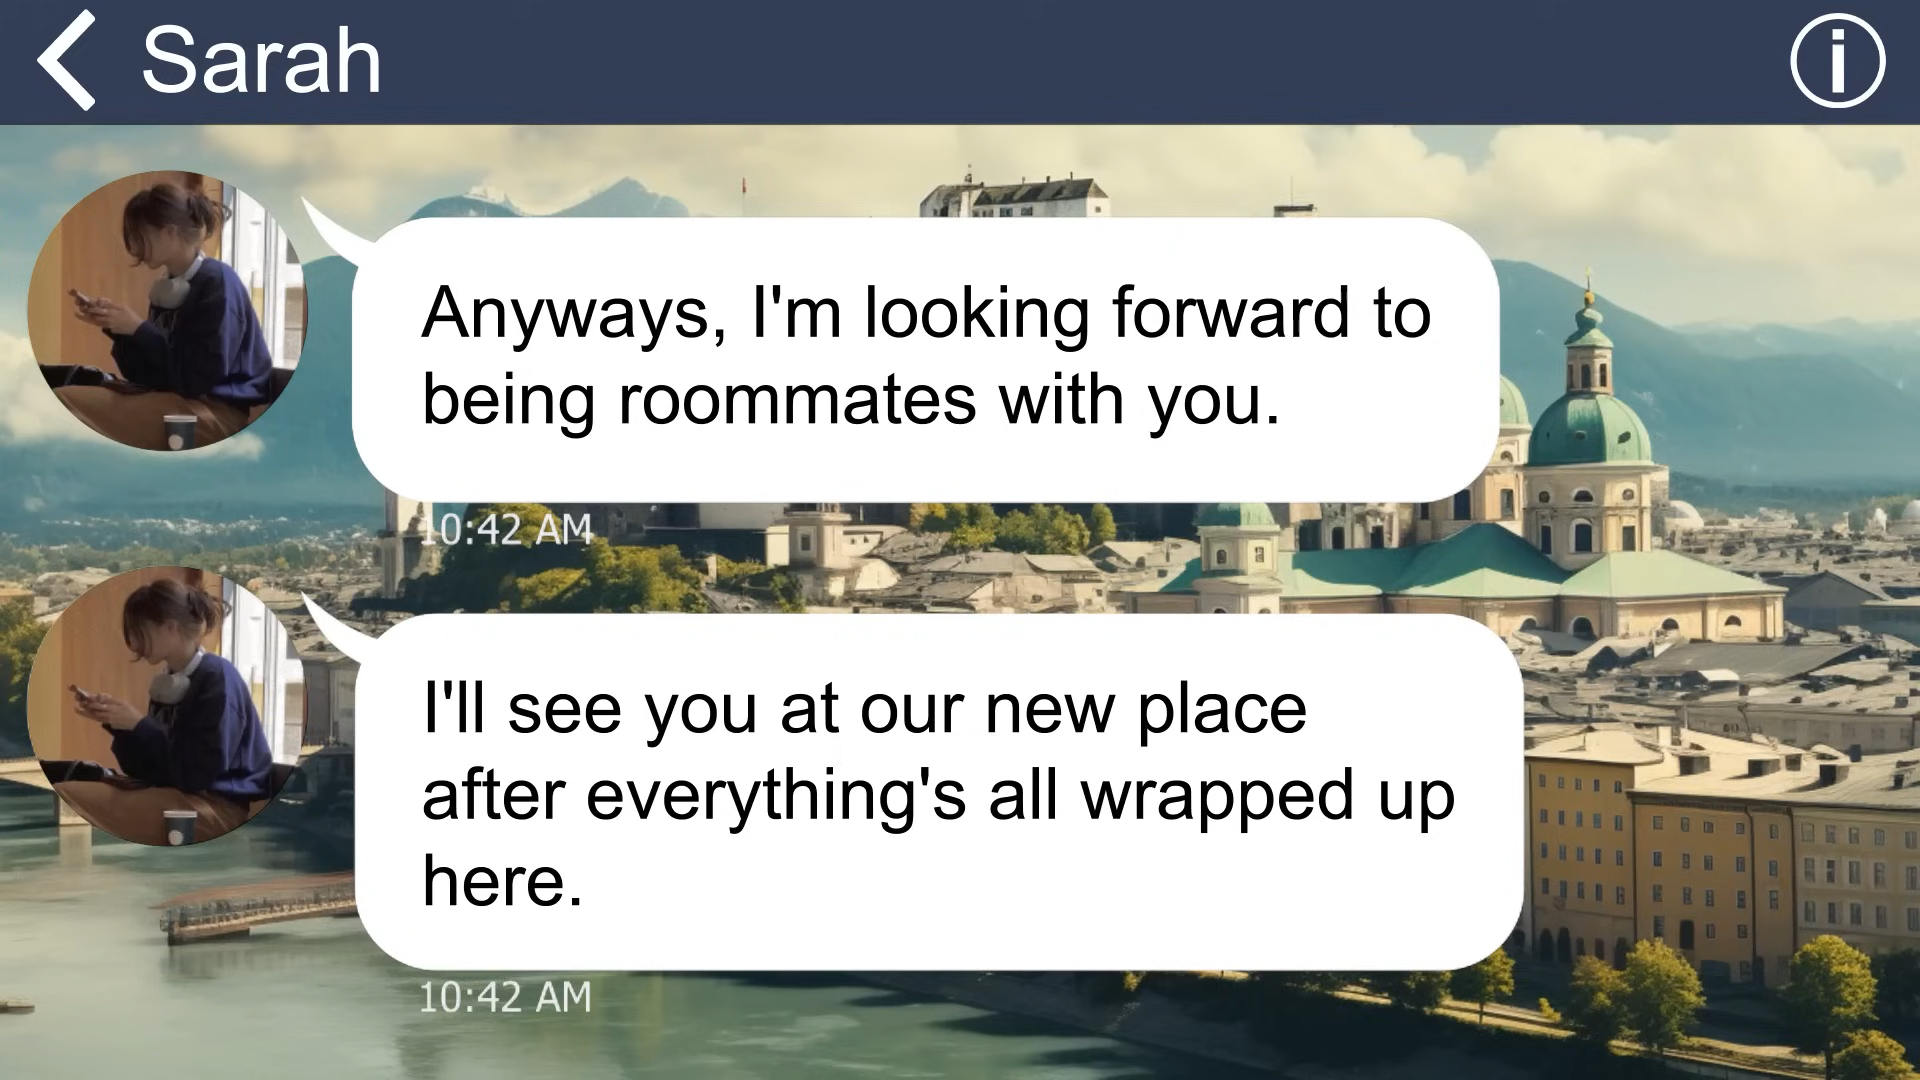 Sarah
Anyways, I'm looking forward to
being roommates with you.
10:42 AM
I'll see you at our new place
after everything's all wrapped up
here.
10:42 AM